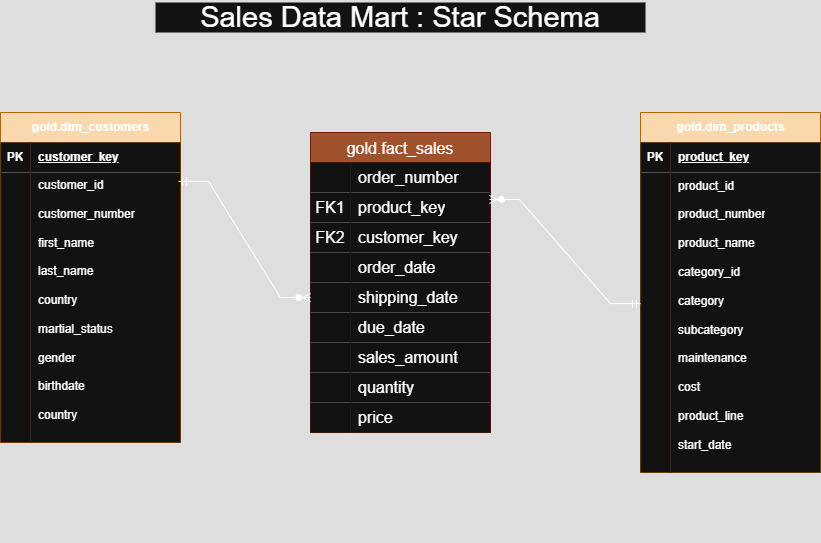 Sales Data Mart : Star Schema
gold.dim_customers
PK customer_key
customer_id
customer_number
first_name
last_name
country
martial_status
gender
birthdate
country
gold.fact_sales
order_number
FK1 product_key
FK2 customer_key
order_date
shipping_date
due_date
sales_amount
quantity
price
gold.dim_products
PK product_key
product_id
product_number
product_name
category_id
category
subcategory
maintenance
cost
product_line
start_date